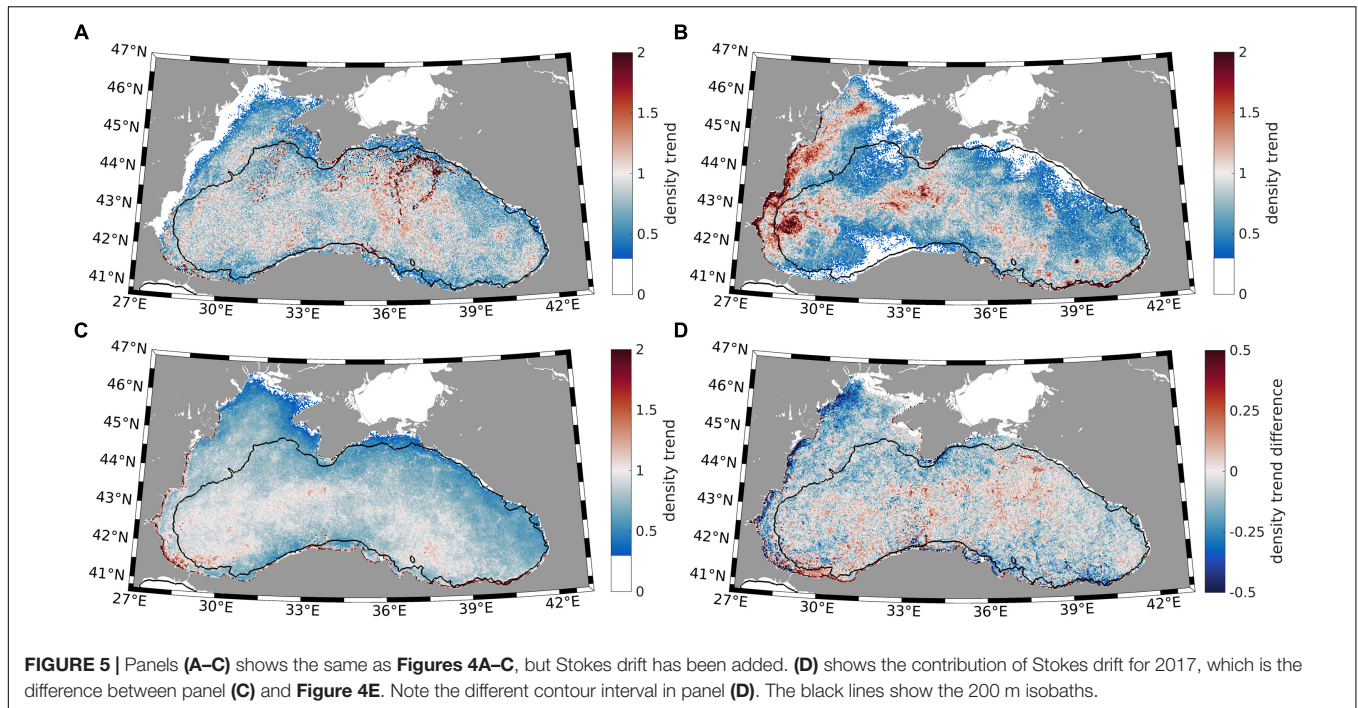 A
B
47°N
46°N
45°N
44°N
43°N
42°N
41°N
27°E
30°E
33°E
36°E
39°E
42°E
2
1.5
1
0.5
0
density trend
47°N
46°N
45°N
44°N
43°N
42°N
41°N
27°E
30°E
33°E
36°E
39°E
42°E
2
1.5
1
0.5
0
density trend
C
D
47°N
46°N
45°N
44°N
43°N
42°N
41°N
27°E
30°E
33°E
36°E
39°E
42°E
2
1.5
1
0.5
0
density trend
47°N
46°N
45°N
44°N
43°N
42°N
41°N
27°E
30°E
33°E
36°E
39°E
42°E
0.5
0.25
0
-0.25
-0.5
density trend difference
FIGURE 5 | Panels (A–C) shows the same as Figures 4A–C, but Stokes drift has been added. (D) shows the contribution of Stokes drift for 2017, which is the
difference between panel (C) and Figure 4E. Note the different contour interval in panel (D). The black lines show the 200 m isobaths.